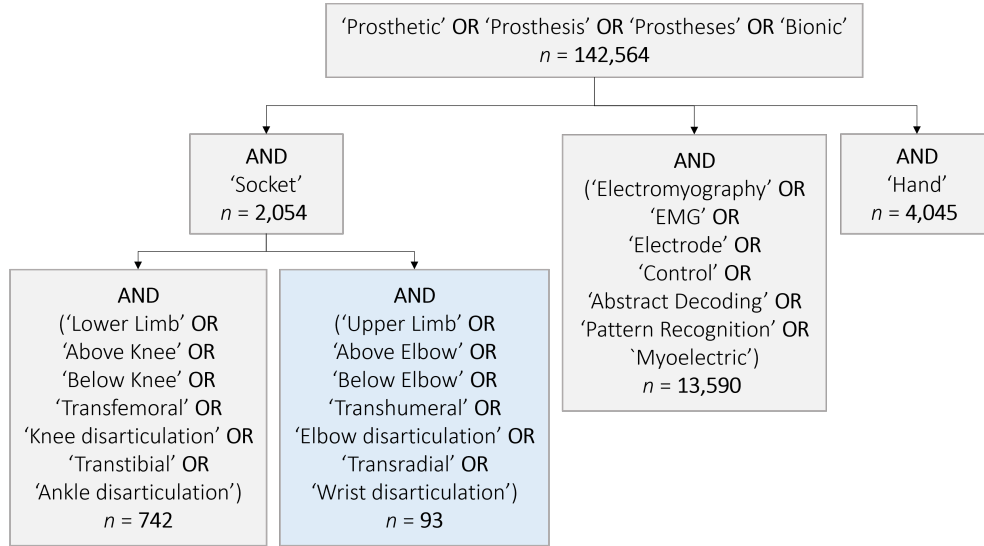 ‘Prosthetic’ OR ‘Prosthesis’ OR ‘Prostheses’ OR ‘Bionic’
n = 142,564
AND
‘Socket’
n = 2,054
AND
(‘Electromyography’ OR
‘EMG’ OR
‘Electrode’ OR
‘Control’ OR
‘Abstract Decoding’ OR
‘Pattern Recognition’ OR
`Myoelectric’)
n = 13,590
AND
‘Hand’
n = 4,045
AND
(‘Lower Limb’ OR
‘Above Knee’ OR
‘Below Knee’ OR
‘Transfemoral’ OR
‘Knee disarticulation’ OR
‘Transtibial’ OR
‘Ankle disarticulation’)
n = 742
AND
(‘Upper Limb’ OR
‘Above Elbow’ OR
‘Below Elbow’ OR
‘Transhumeral’ OR
‘Elbow disarticulation’ OR
‘Transradial’ OR
‘Wrist disarticulation’)
n = 93